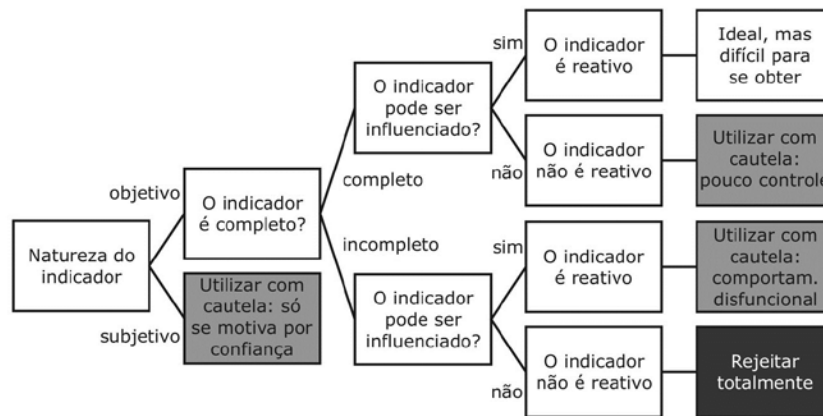 Natureza do
indicador
objetivo
subjetivo
O indicador
é completo?
Utilizar com
cautela: só
se motiva por
confiança
completo
incompleto
O indicador
pode ser
influenciado?
sim
não
O indicador
é reativo
Ideal, mas
difícil para
se obter
O indicador
não é reativo
Utilizar com
cautela:
pouco controle
O indicador
pode ser
influenciado?
sim
não
O indicador
é reativo
Utilizar com
cautela:
comportam.
disfuncional
O indicador
não é reativo
Rejeitar
totalmente